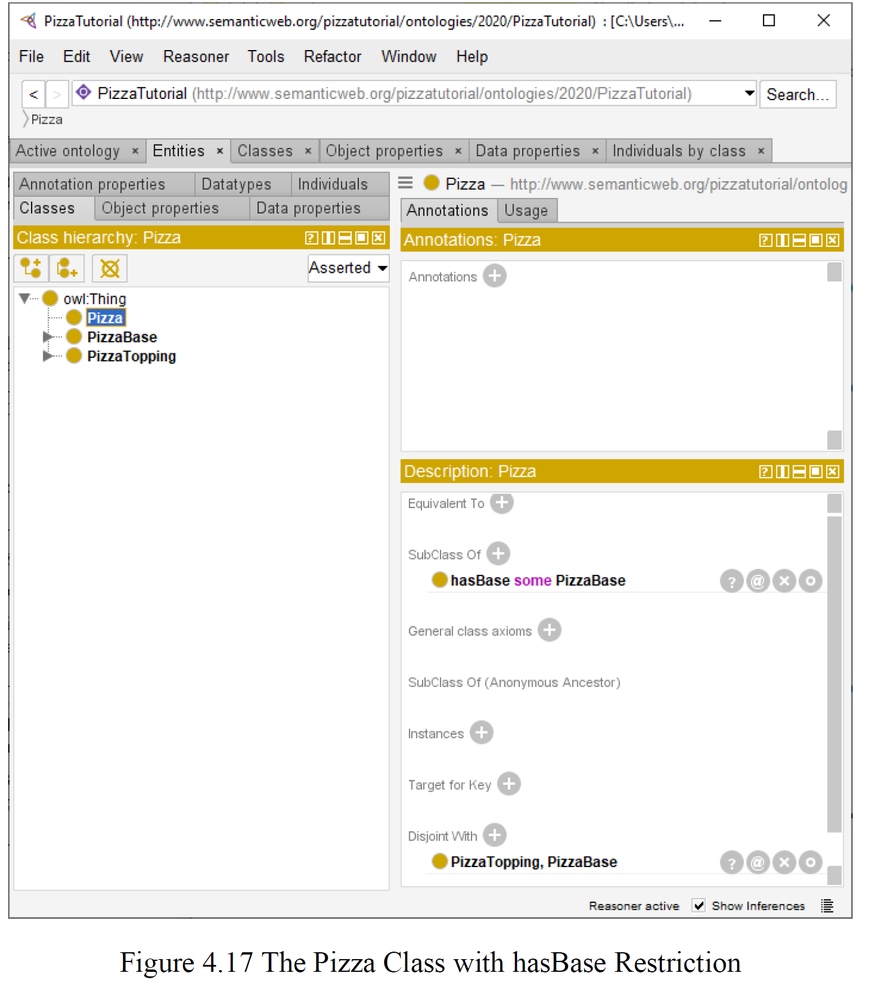 PizzaTutorial (http://www.semanticweb.org/pizzatutorial/ontologies/2020/PizzaTutorial) : [C:\Users\...
File Edit View Reasoner Tools Refactor Window Help
< > PizzaTutorial (http://www.semanticweb.org/pizzatutorial/ontologies/2020/PizzaTutorial) Search...
Pizza
Active ontology × Entities × Classes × Object properties × Data properties × Individuals by class ×
Annotation properties Datatypes Individuals
Classes Object properties Data properties
Class hierarchy: Pizza
Asserted
owl:Thing
Pizza
PizzaBase
PizzaTopping
Pizza — http://www.semanticweb.org/pizzatutorial/ontolog
Annotations Usage
Annotations: Pizza
Annotations
Description: Pizza
Equivalent To
SubClass Of
hasBase some PizzaBase
General class axioms
SubClass Of (Anonymous Ancestor)
Instances
Target for Key
Disjoint With
PizzaTopping, PizzaBase
Reasoner active Show Inferences
Figure 4.17 The Pizza Class with hasBase Restriction